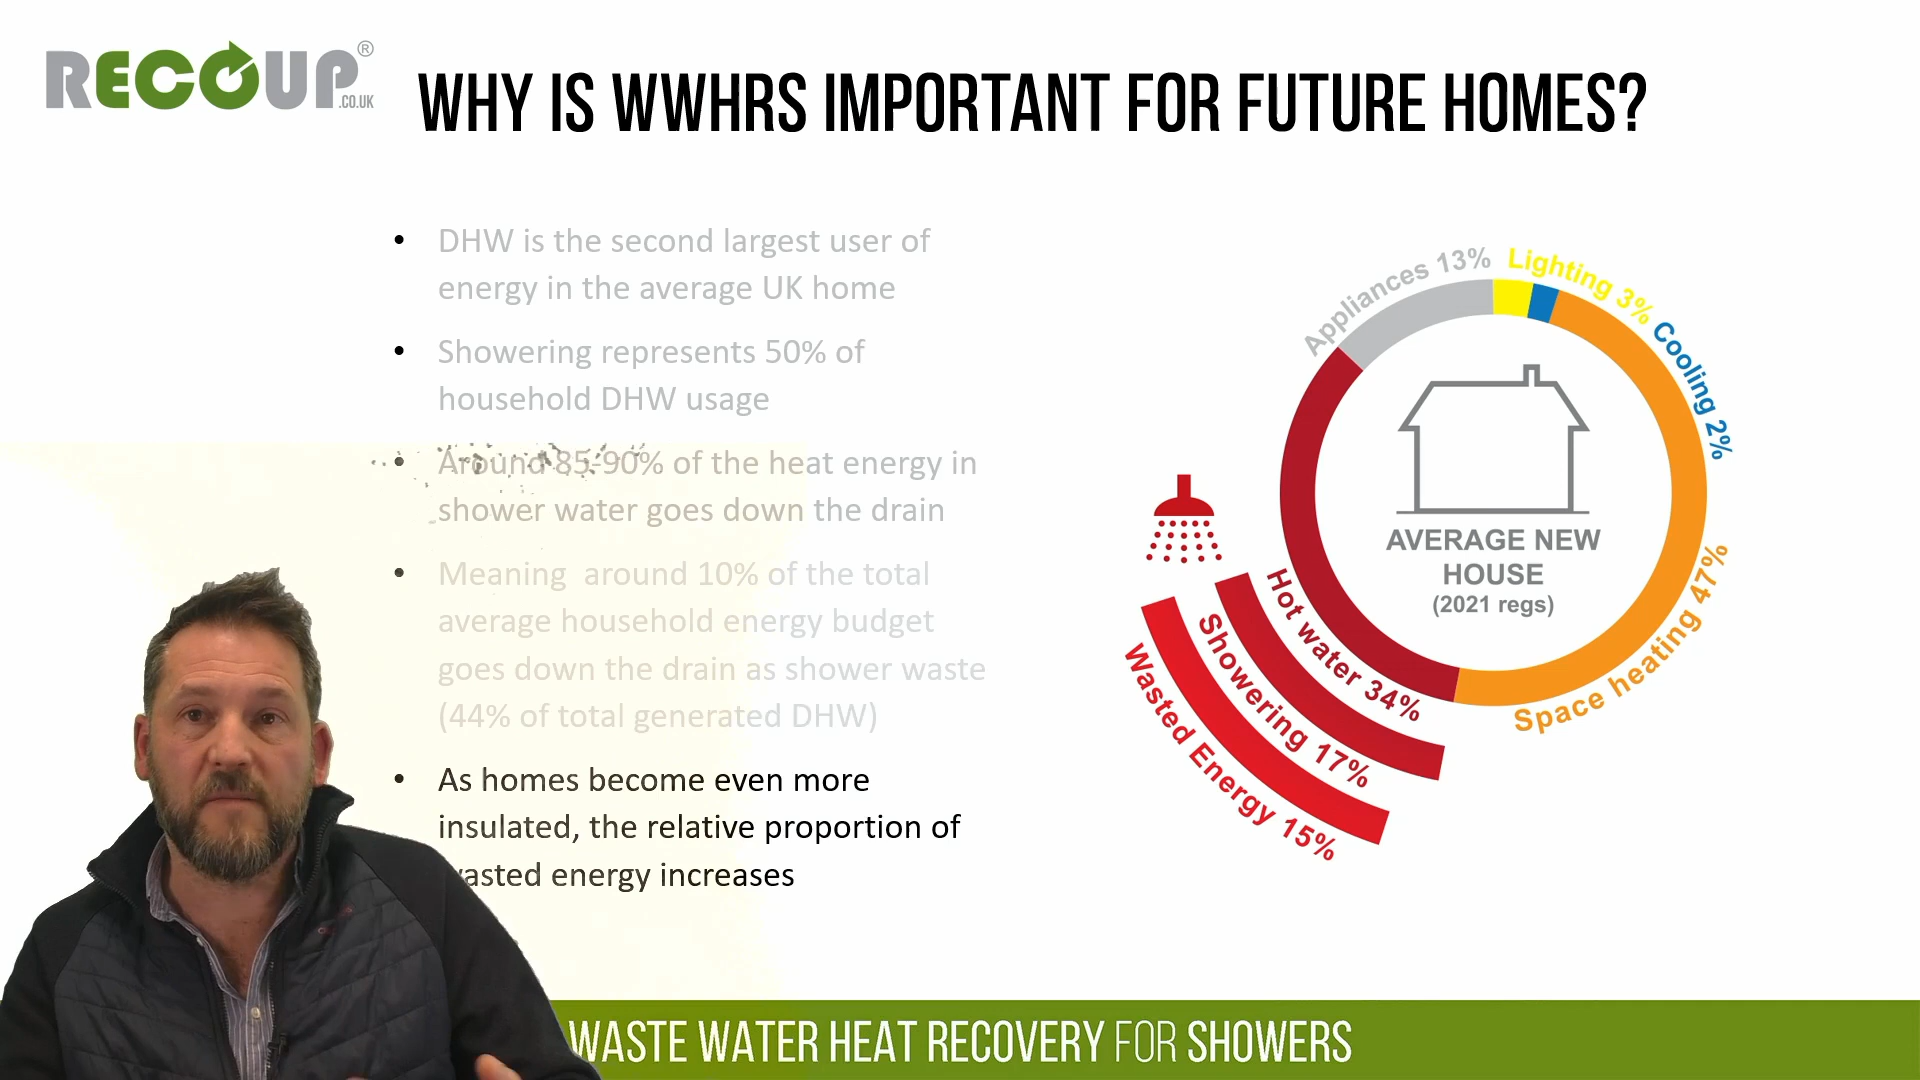 RECOUP®
.CO.UK
WHY IS WWHRS IMPORTANT FOR FUTURE HOMES?
• DHW is the second largest user of
energy in the average UK home
• Showering represents 50% of
household DHW usage
• Around 85-90% of the heat energy in
shower water goes down the drain
• Meaning around 10% of the total
average household energy budget
goes down the drain as shower waste
(44% of total generated DHW)
• As homes become even more
insulated, the relative proportion of
wasted energy increases
Appliances 13%
Lighting 3%
Cooling 2%
Space heating 47%
Hot water 34%
Showering 17%
Wasted Energy 15%
AVERAGE NEW
HOUSE
(2021 regs)
WASTE WATER HEAT RECOVERY FOR SHOWERS